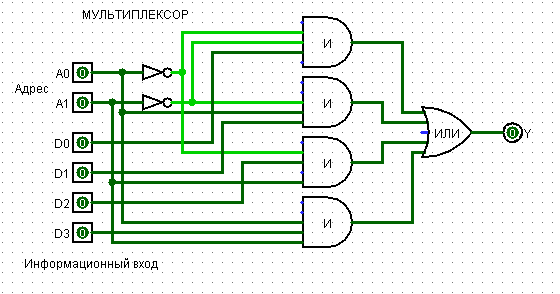 МУЛЬТИПЛЕКСОР
И
A0 0
Адрес
A1 0
И
D0 0
ИЛИ 0 Y
D1 0
И
D2 0
И
D3 0
Информационный вход